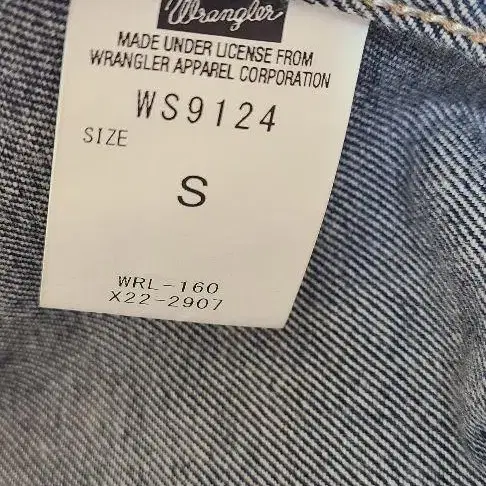 Wrangler
MADE UNDER LICENSE FROM
WRANGLER APPAREL CORPORATION
WS9124
SIZE
S
WRL-160
X22-2907